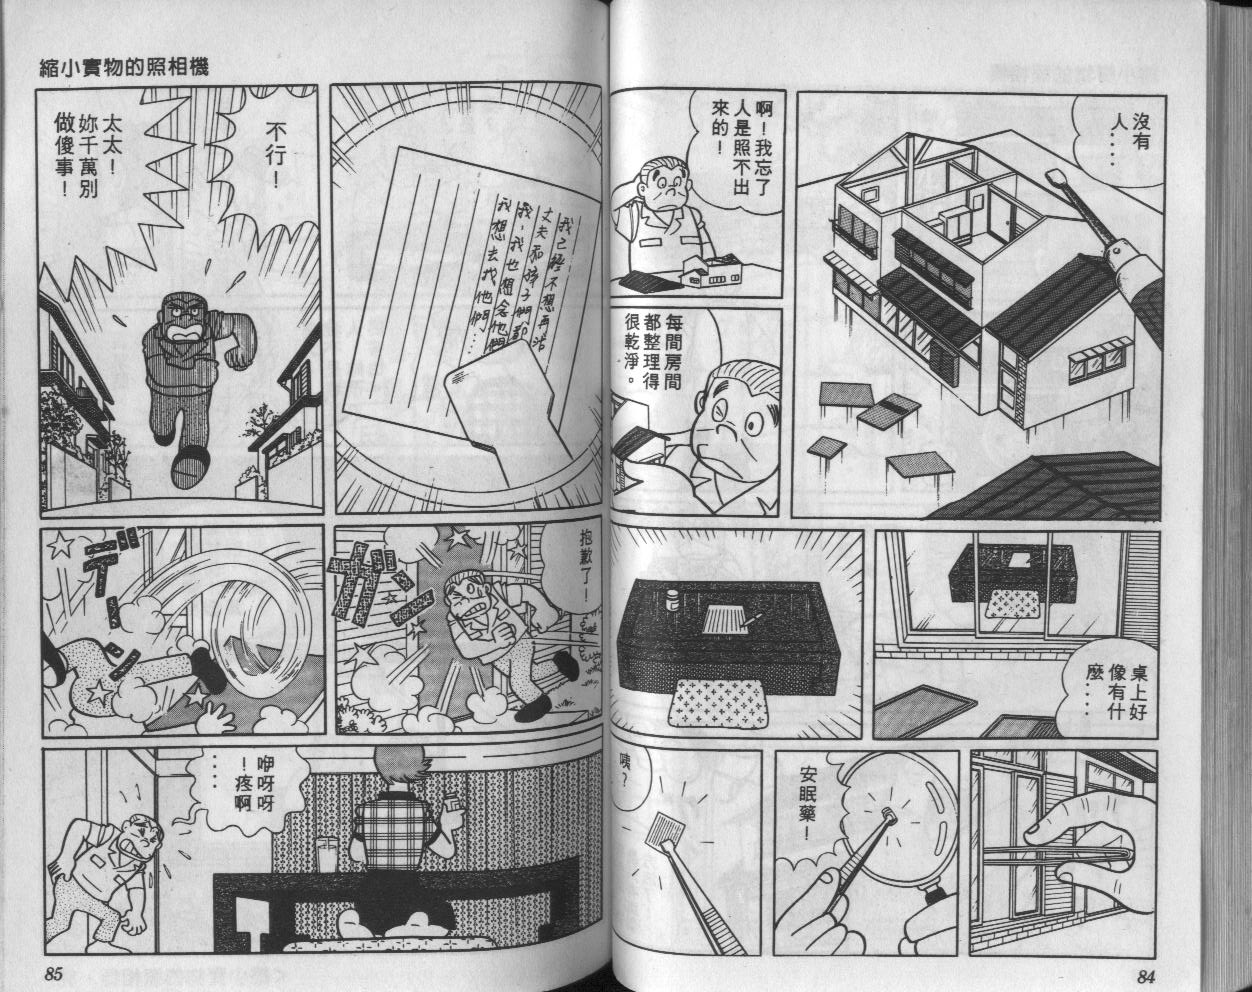 沒有
人……
啊！我忘了
人是照不出
來的！
每間房間
都整理得
很乾淨。
桌上好
像有什
麼……
安眠藥！
咦？
84
縮小實物的照相機
我已經不想再活
丈夫和孩子們都
我，我也想念他們
我想去找他們……
不行！
太太！
妳千萬別
做傻事！
抱歉了！
咿呀呀
！疼啊
……
85